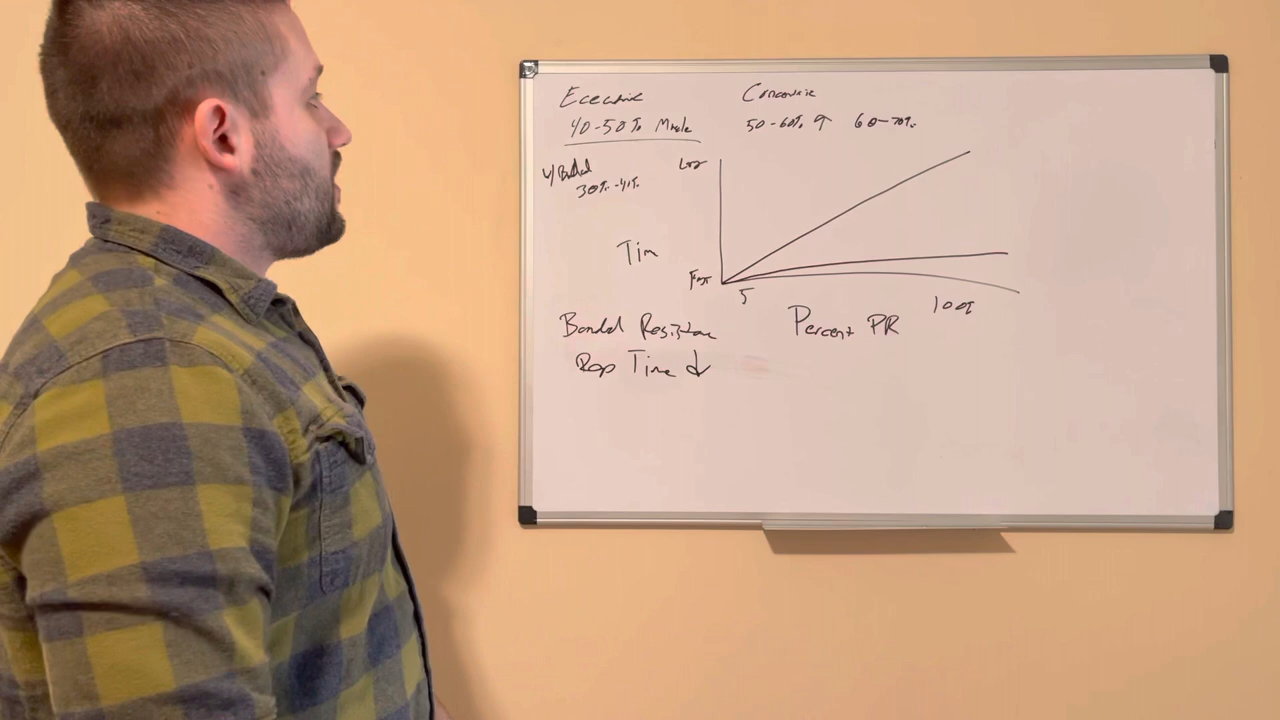 Eccentric Concentric
40-50% Muscle 50-60% ↑ 60-70%
w/ Banded
30%-41%
Time
Fast
5 100%
Banded Resistance Percent PR
Rep Time ↓